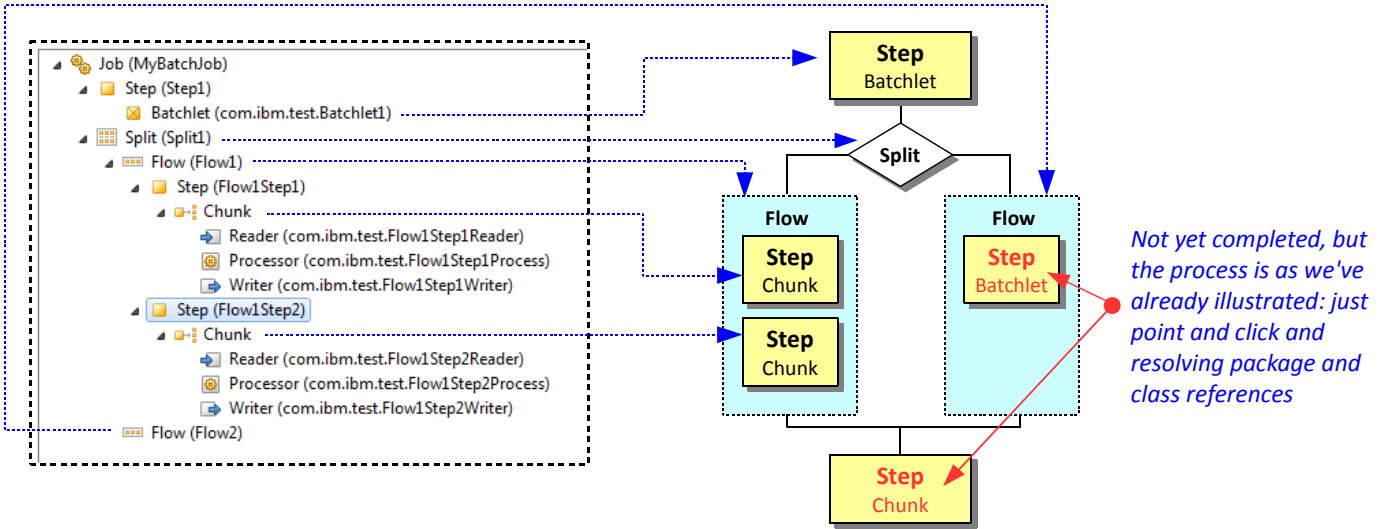 Job (MyBatchJob)
Step (Step1)
Batchlet (com.ibm.test.Batchlet1)
Split (Split1)
Flow (Flow1)
Step (Flow1Step1)
Chunk
Reader (com.ibm.test.Flow1Step1Reader)
Processor (com.ibm.test.Flow1Step1Process)
Writer (com.ibm.test.Flow1Step1Writer)
Step (Flow1Step2)
Chunk
Reader (com.ibm.test.Flow1Step2Reader)
Processor (com.ibm.test.Flow1Step2Process)
Writer (com.ibm.test.Flow1Step2Writer)
Flow (Flow2)
Step
Batchlet
Split
Flow
Step
Chunk
Step
Chunk
Flow
Step
Batchlet
Step
Chunk
Not yet completed, but
the process is as we've
already illustrated: just
point and click and
resolving package and
class references